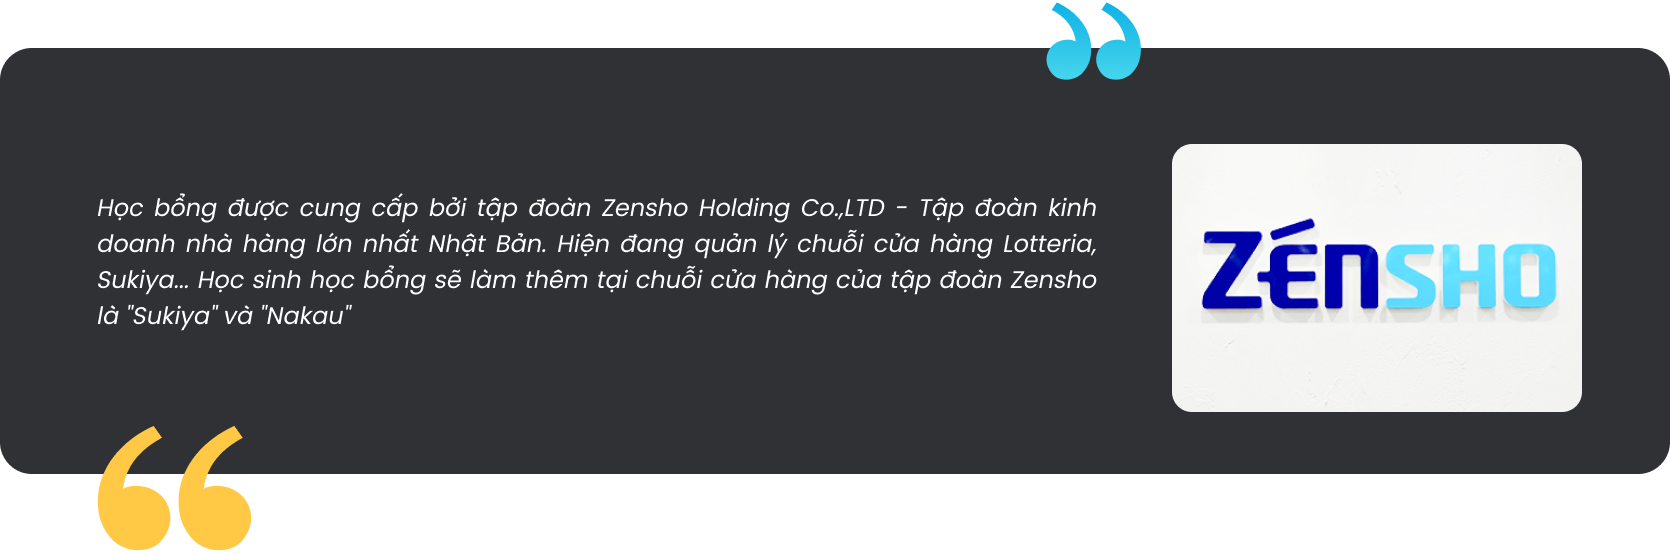 Học bổng được cung cấp bởi tập đoàn Zensho Holding Co.,LTD - Tập đoàn kinh
doanh nhà hàng lớn nhất Nhật Bản. Hiện đang quản lý chuỗi cửa hàng Lotteria,
Sukiya... Học sinh học bổng sẽ làm thêm tại chuỗi cửa hàng của tập đoàn Zensho
là "Sukiya" và "Nakau"
ZÉNSHO